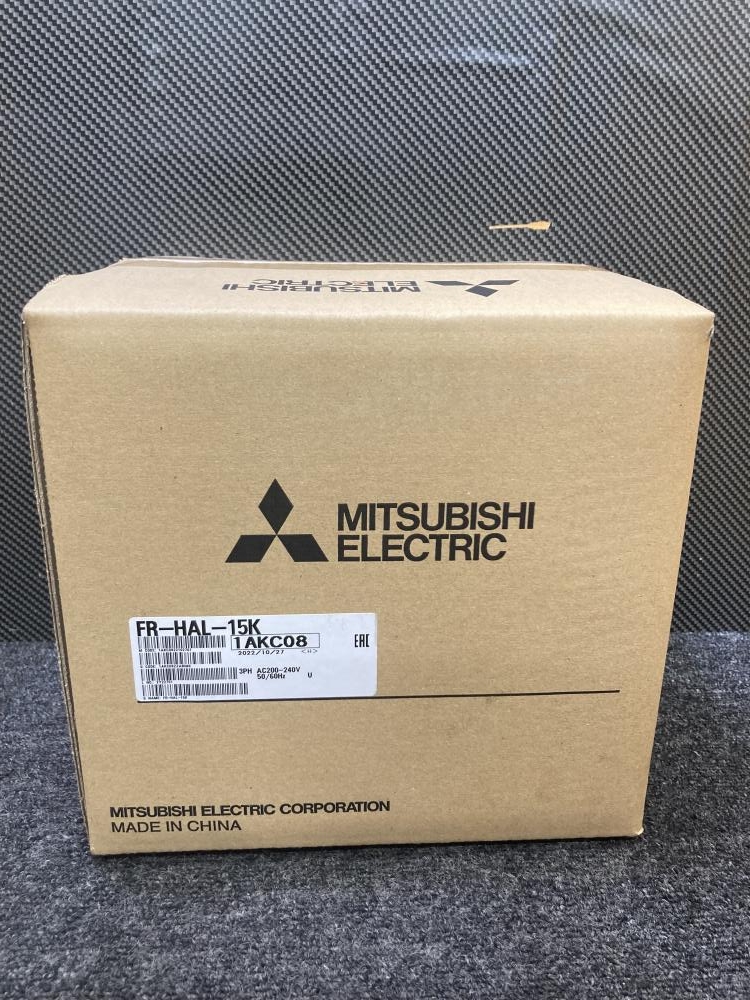 MITSUBISHI
ELECTRIC
MITSUBISHI
ELECTRIC
FR-HAL-15K
1AKC08
EAC
2022/10/27
3PH AC200-240V
50/60Hz U
MITSUBISHI ELECTRIC CORPORATION
MADE IN CHINA